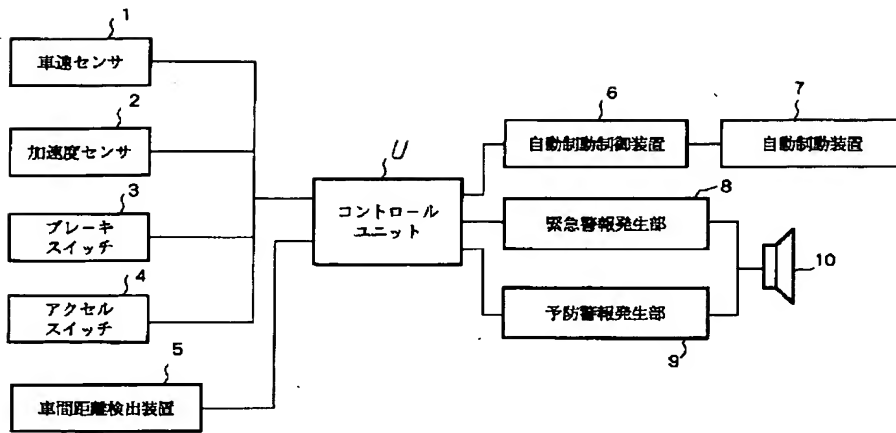 1
車速センサ
2
加速度センサ
3
ブレーキ
スイッチ
4
アクセル
スイッチ
5
車間距離検出装置
U
コントロール
ユニット
6
自動制動制御装置
7
自動制動装置
8
緊急警報発生部
9
予防警報発生部
10